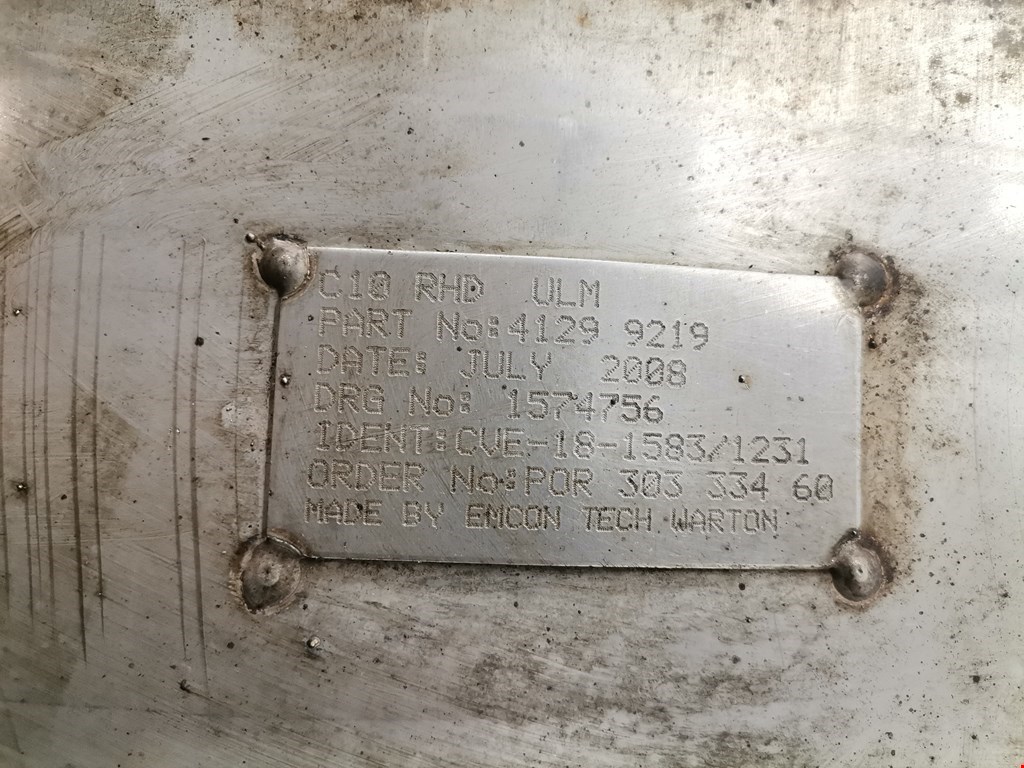 C10 RHD ULM
PART No:4129 9219
DATE: JULY 2008
DRG No: 1574756
IDENT:CVE-18-1583/1231
ORDER No:POR 303 334 60
MADE BY EMCON TECH WARTON